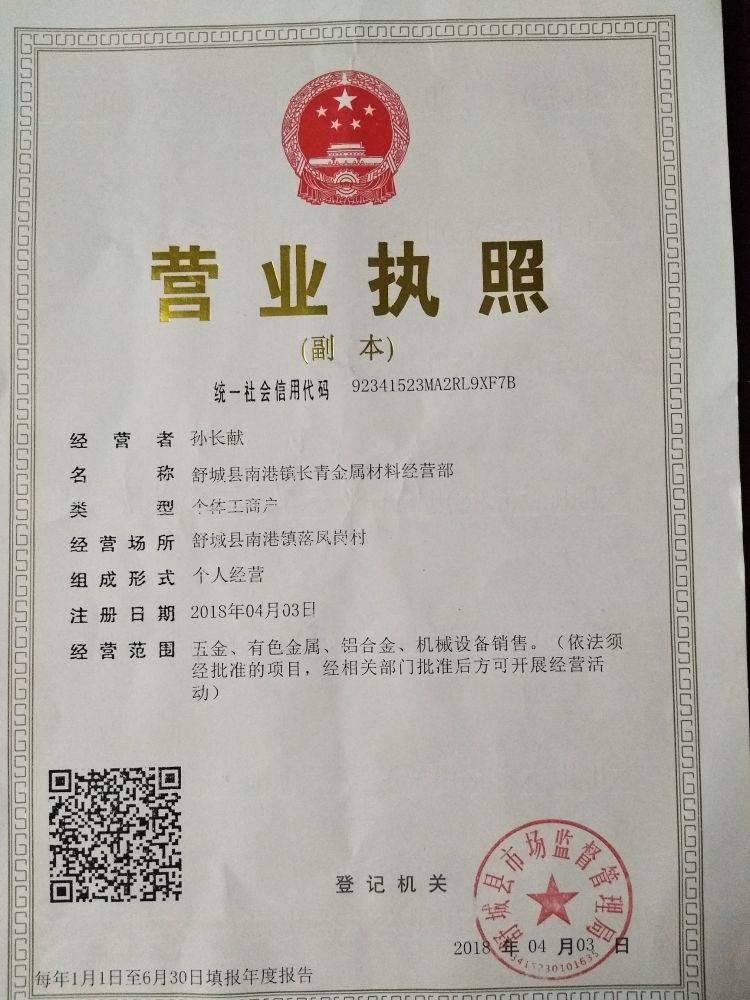 营业执照
(副 本)
统一社会信用代码 92341523MA2RL9XF7B
经营者 孙长献
名称 舒城县南港镇长青金属材料经营部
类型 个体工商户
经营场所 舒城县南港镇落凤岗村
组成形式 个人经营
注册日期 2018年04月03日
经营范围 五金、有色金属、铝合金、机械设备销售。（依法须
经批准的项目，经相关部门批准后方可开展经营活
动）
登记机关
舒城县市场监督管理局
2018 年 04 月 03 日
3415230101635
每年1月1日至6月30日填报年度报告